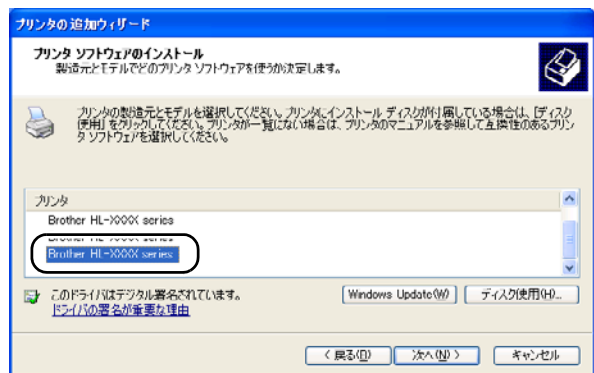 プリンタの追加ウィザード
プリンタ ソフトウェアのインストール
製造元とモデルでどのプリンタ ソフトウェアを使うか決定します。
プリンタの製造元とモデルを選択してください。プリンタにインストール ディスクが付属している場合は、[ディスク
使用] をクリックしてください。プリンタが一覧にない場合は、プリンタのマニュアルを参照して互換性のあるプリン
タ ソフトウェアを選択してください。
プリンタ
Brother HL-XXXX series
Brother HL-XXXX series
Brother HL-XXXX series
このドライバはデジタル署名されています。
Windows Update(W)
ディスク使用(H)...
ドライバの署名が重要な理由
< 戻る(B)
次へ(N) >
キャンセル